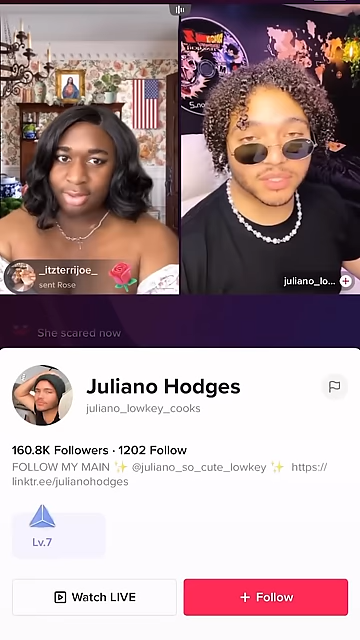 _itzterrijoe_
sent Rose
juliano_lo...
She scared now
Juliano Hodges
juliano_lowkey_cooks
160.8K Followers · 1202 Follow
FOLLOW MY MAIN ✨ @juliano_so_cute_lowkey ✨ https://
linktr.ee/julianohodges
Lv.7
Watch LIVE
+ Follow